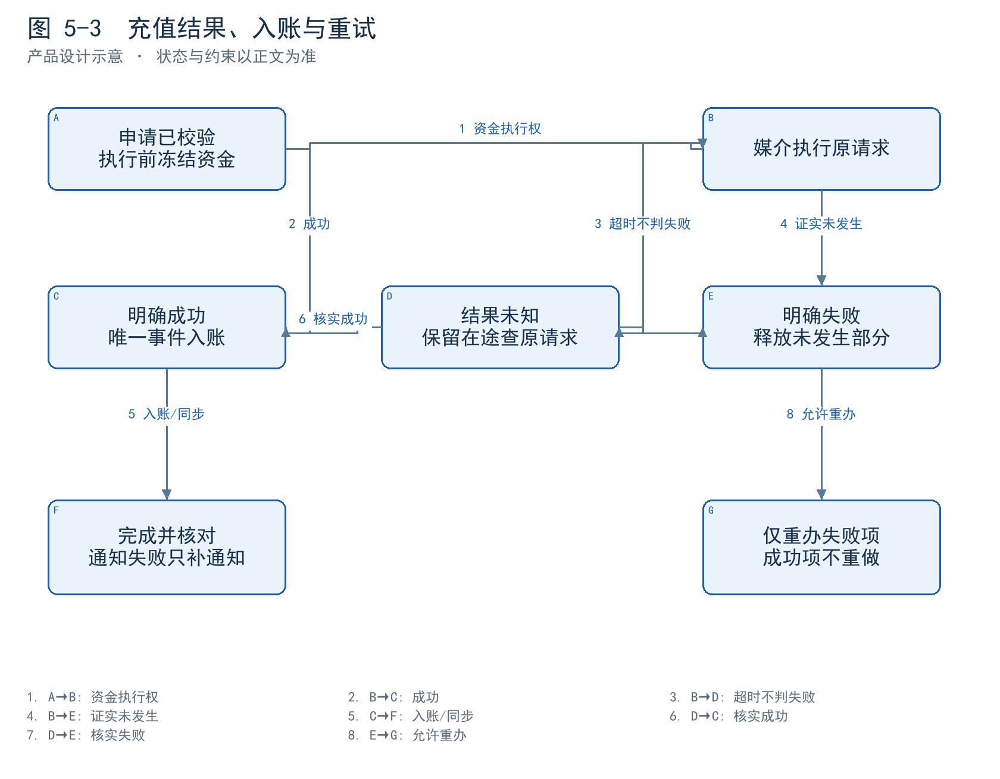 图 5-3 充值结果、入账与重试
产品设计示意 · 状态与约束以正文为准
A
申请已校验
执行前冻结资金
1 资金执行权
B
媒介执行原请求
2 成功
3 超时不判失败
4 证实未发生
C
明确成功
唯一事件入账
6 核实成功
D
结果未知
保留在途查原请求
E
明确失败
释放未发生部分
5 入账/同步
8 允许重办
F
完成并核对
通知失败只补通知
G
仅重办失败项
成功项不重做
1. A→B: 资金执行权
2. B→C: 成功
3. B→D: 超时不判失败
4. B→E: 证实未发生
5. C→F: 入账/同步
6. D→C: 核实成功
7. D→E: 核实失败
8. E→G: 允许重办